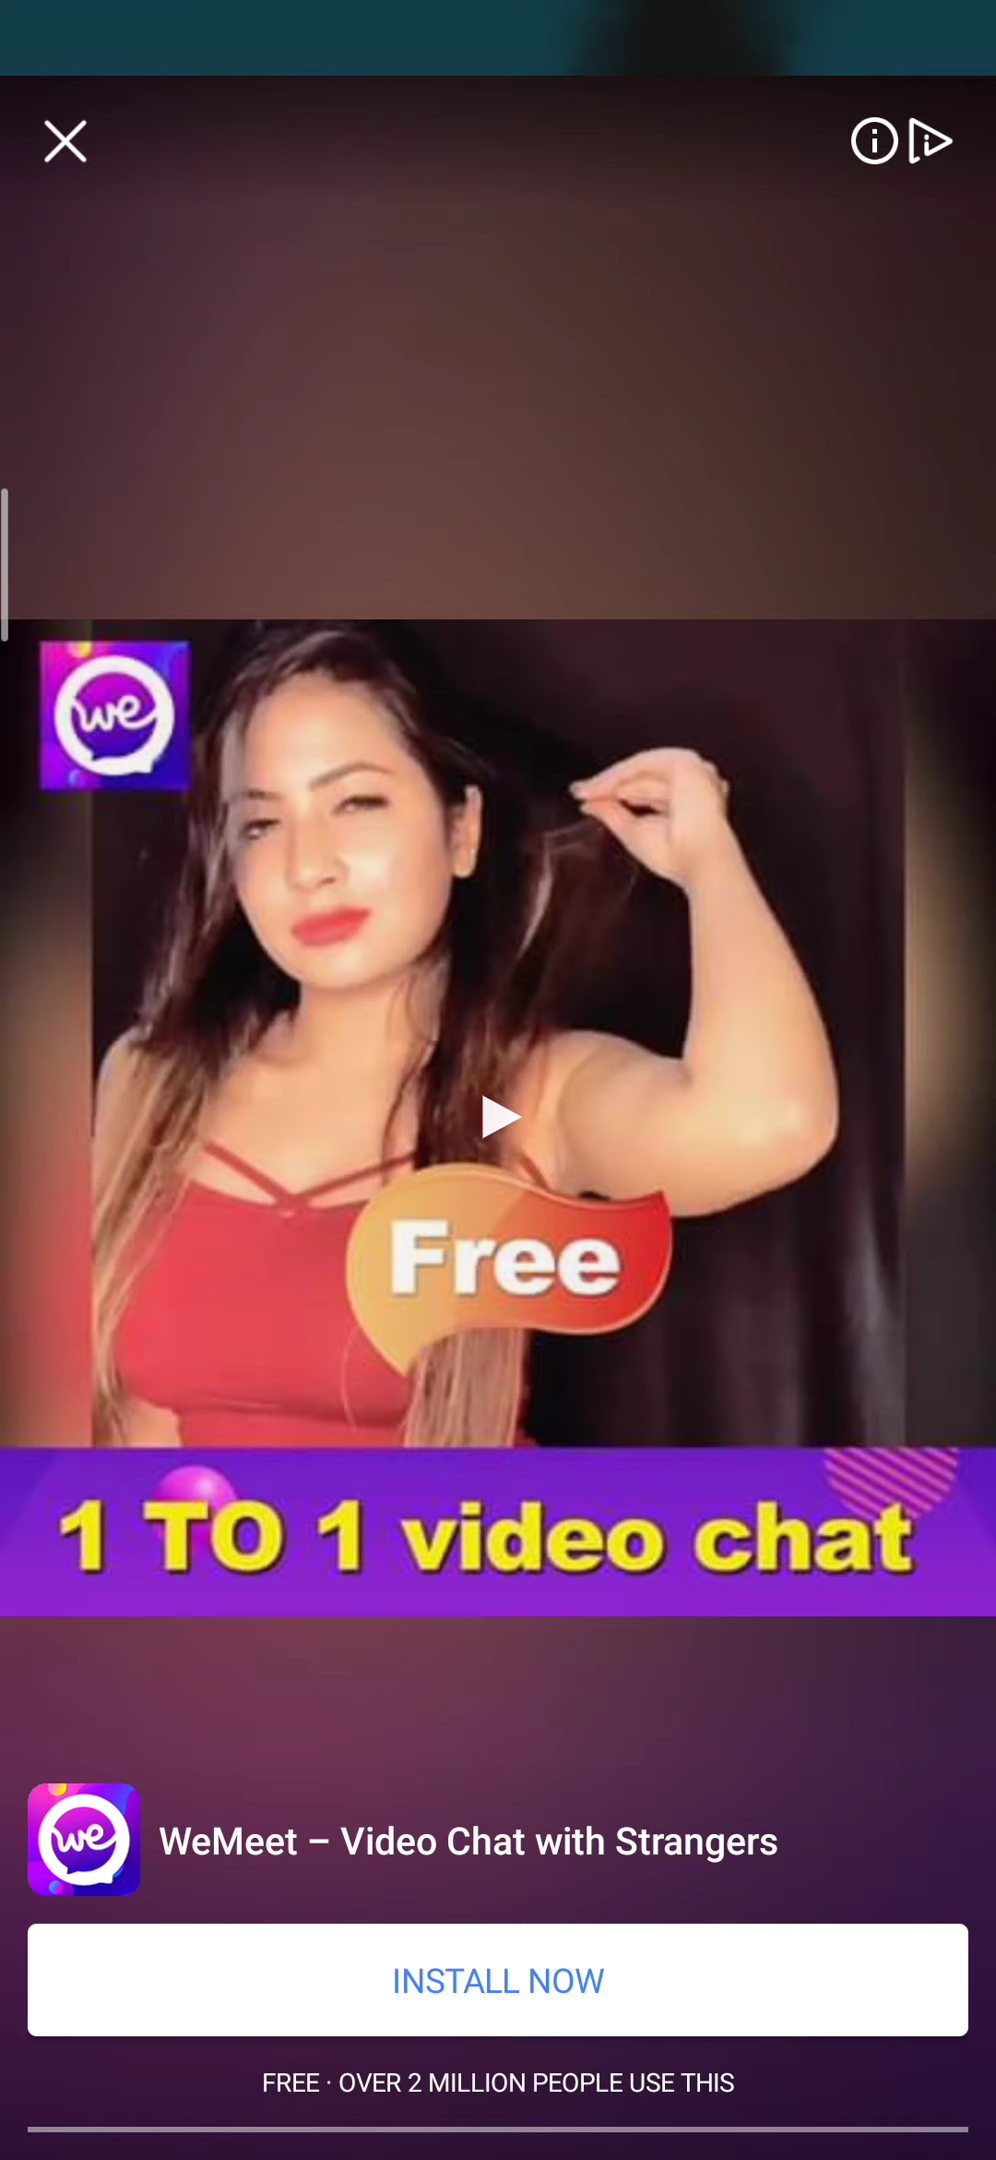 we
Free
1 TO 1 video chat
we
WeMeet – Video Chat with Strangers
INSTALL NOW
FREE · OVER 2 MILLION PEOPLE USE THIS